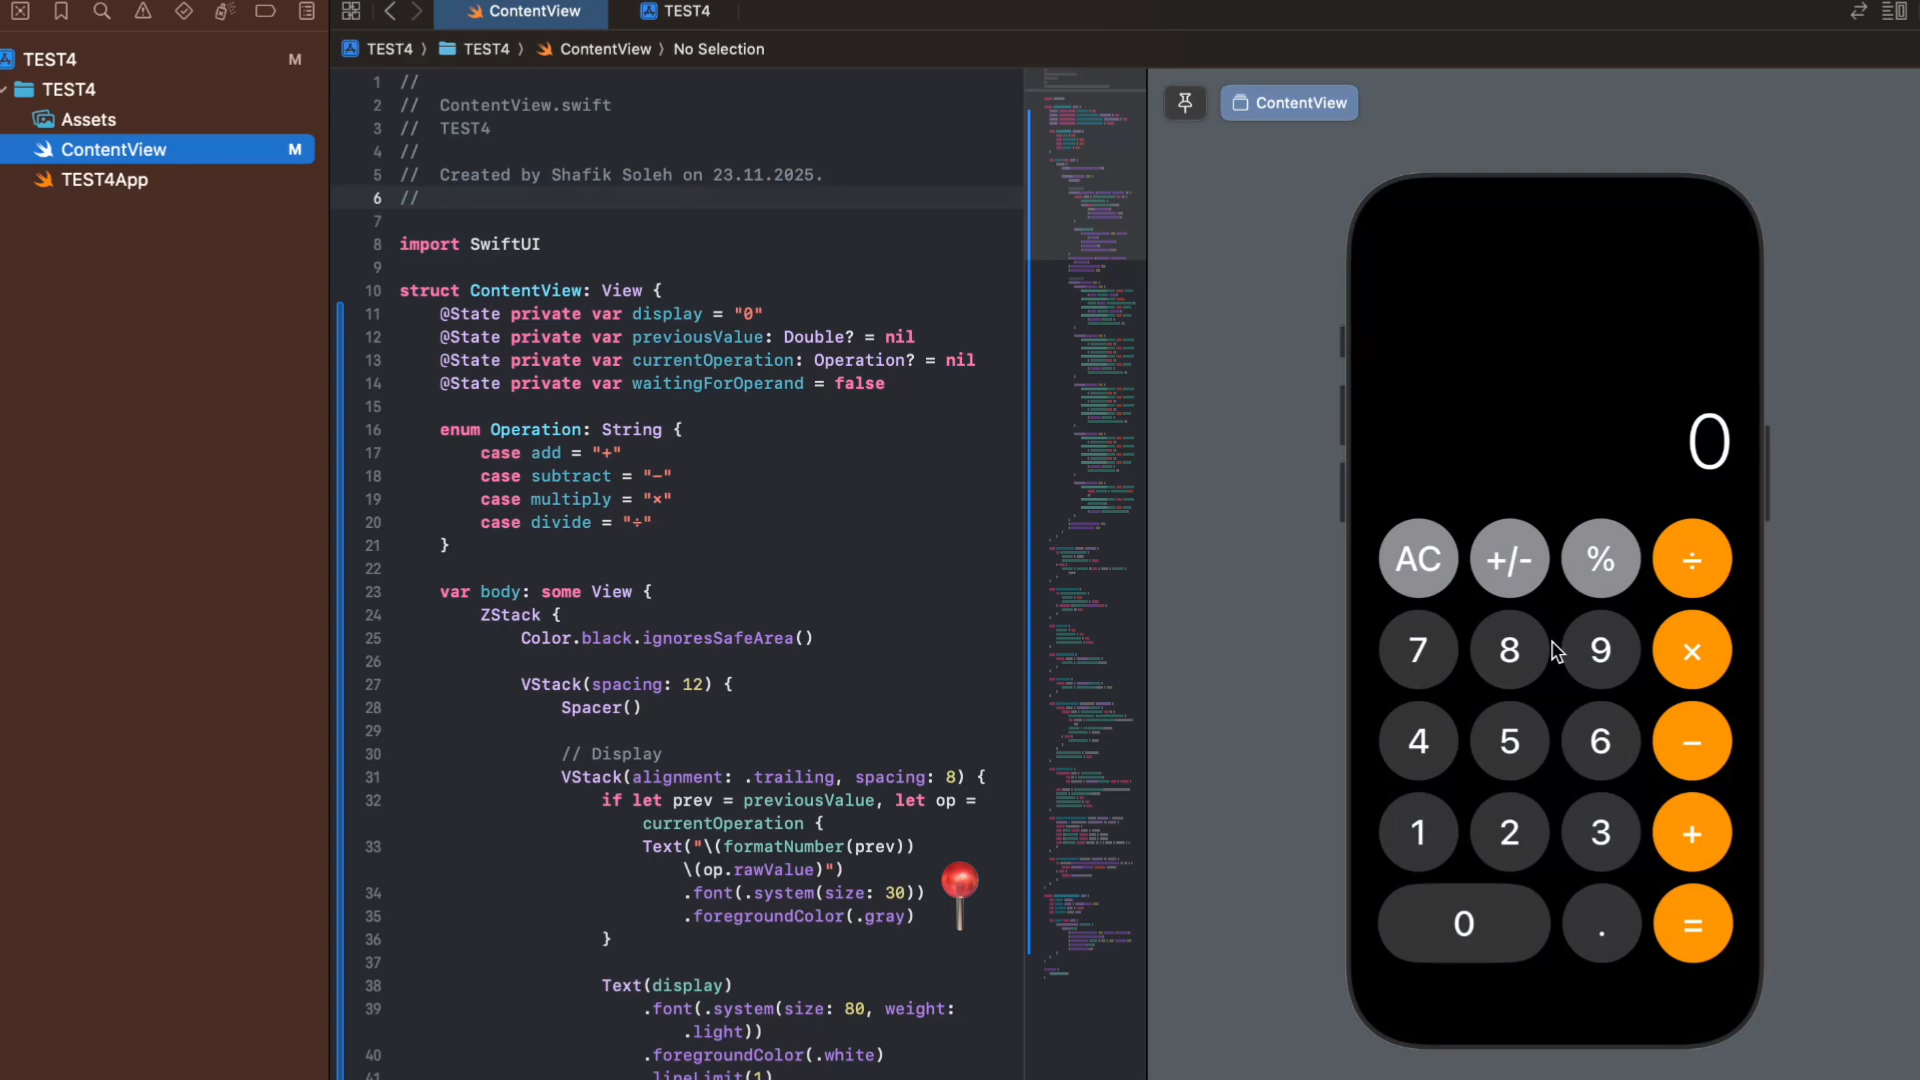 ContentView
TEST4
TEST4 M
TEST4
Assets
ContentView M
TEST4App
TEST4 〉 TEST4 〉 ContentView 〉 No Selection
1 //
2 //  ContentView.swift
3 //  TEST4
4 //
5 //  Created by Shafik Soleh on 23.11.2025.
6 //
7
8 import SwiftUI
9
10 struct ContentView: View {
11     @State private var display = "0"
12     @State private var previousValue: Double? = nil
13     @State private var currentOperation: Operation? = nil
14     @State private var waitingForOperand = false
15
16     enum Operation: String {
17         case add = "+"
18         case subtract = "−"
19         case multiply = "×"
20         case divide = "÷"
21     }
22
23     var body: some View {
24         ZStack {
25             Color.black.ignoresSafeArea()
26
27             VStack(spacing: 12) {
28                 Spacer()
29
30                 // Display
31                 VStack(alignment: .trailing, spacing: 8) {
32                     if let prev = previousValue, let op =
currentOperation {
33                         Text("\(formatNumber(prev))
\(op.rawValue)")
34                             .font(.system(size: 30))
35                             .foregroundColor(.gray)
36                     }
37
38                     Text(display)
39                         .font(.system(size: 80, weight:
.light))
40                         .foregroundColor(.white)
41                         .lineLimit(1)
ContentView
0
AC +/- % ÷
7 8 9 ×
4 5 6 −
1 2 3 +
0 . =